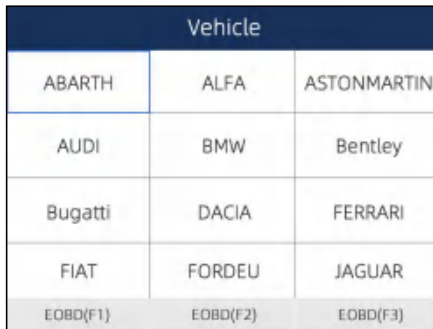 Vehicle
ABARTH ALFA ASTONMARTIN
AUDI BMW Bentley
Bugatti DACIA FERRARI
FIAT FORDEU JAGUAR
EOBD(F1) EOBD(F2) EOBD(F3)